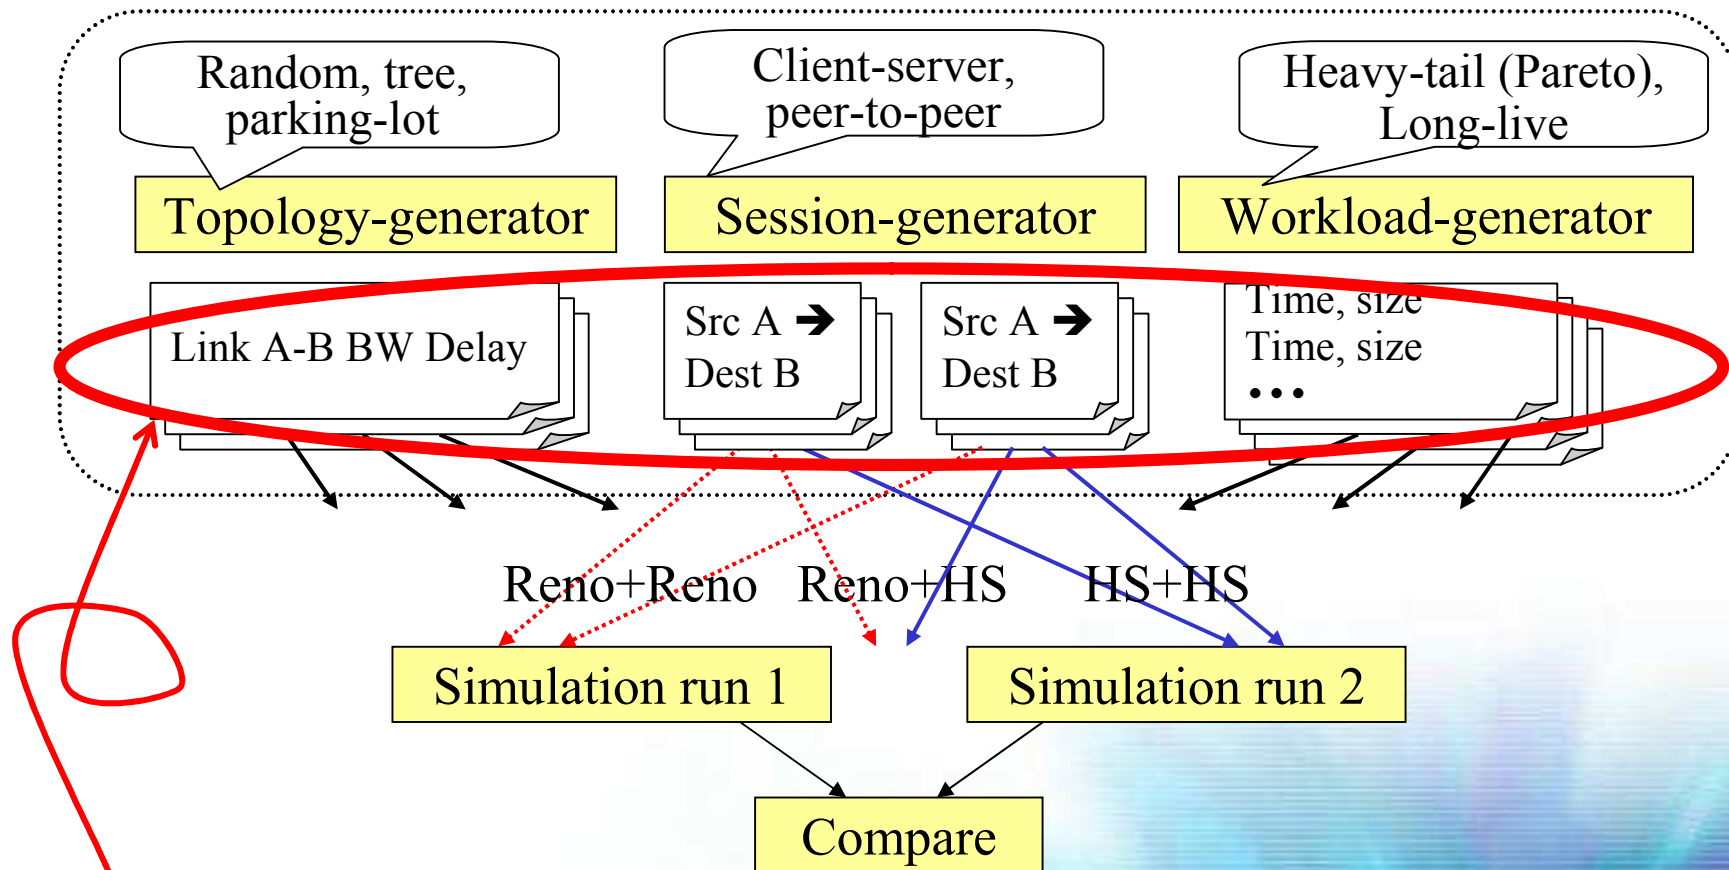 Random, tree,
parking-lot
Client-server,
peer-to-peer
Heavy-tail (Pareto),
Long-live
Topology-generator
Session-generator
Workload-generator
Link A-B BW Delay
Src A ➔
Dest B
Src A ➔
Dest B
Time, size
Time, size
...
Reno+Reno
Reno+HS
HS+HS
Simulation run 1
Simulation run 2
Compare